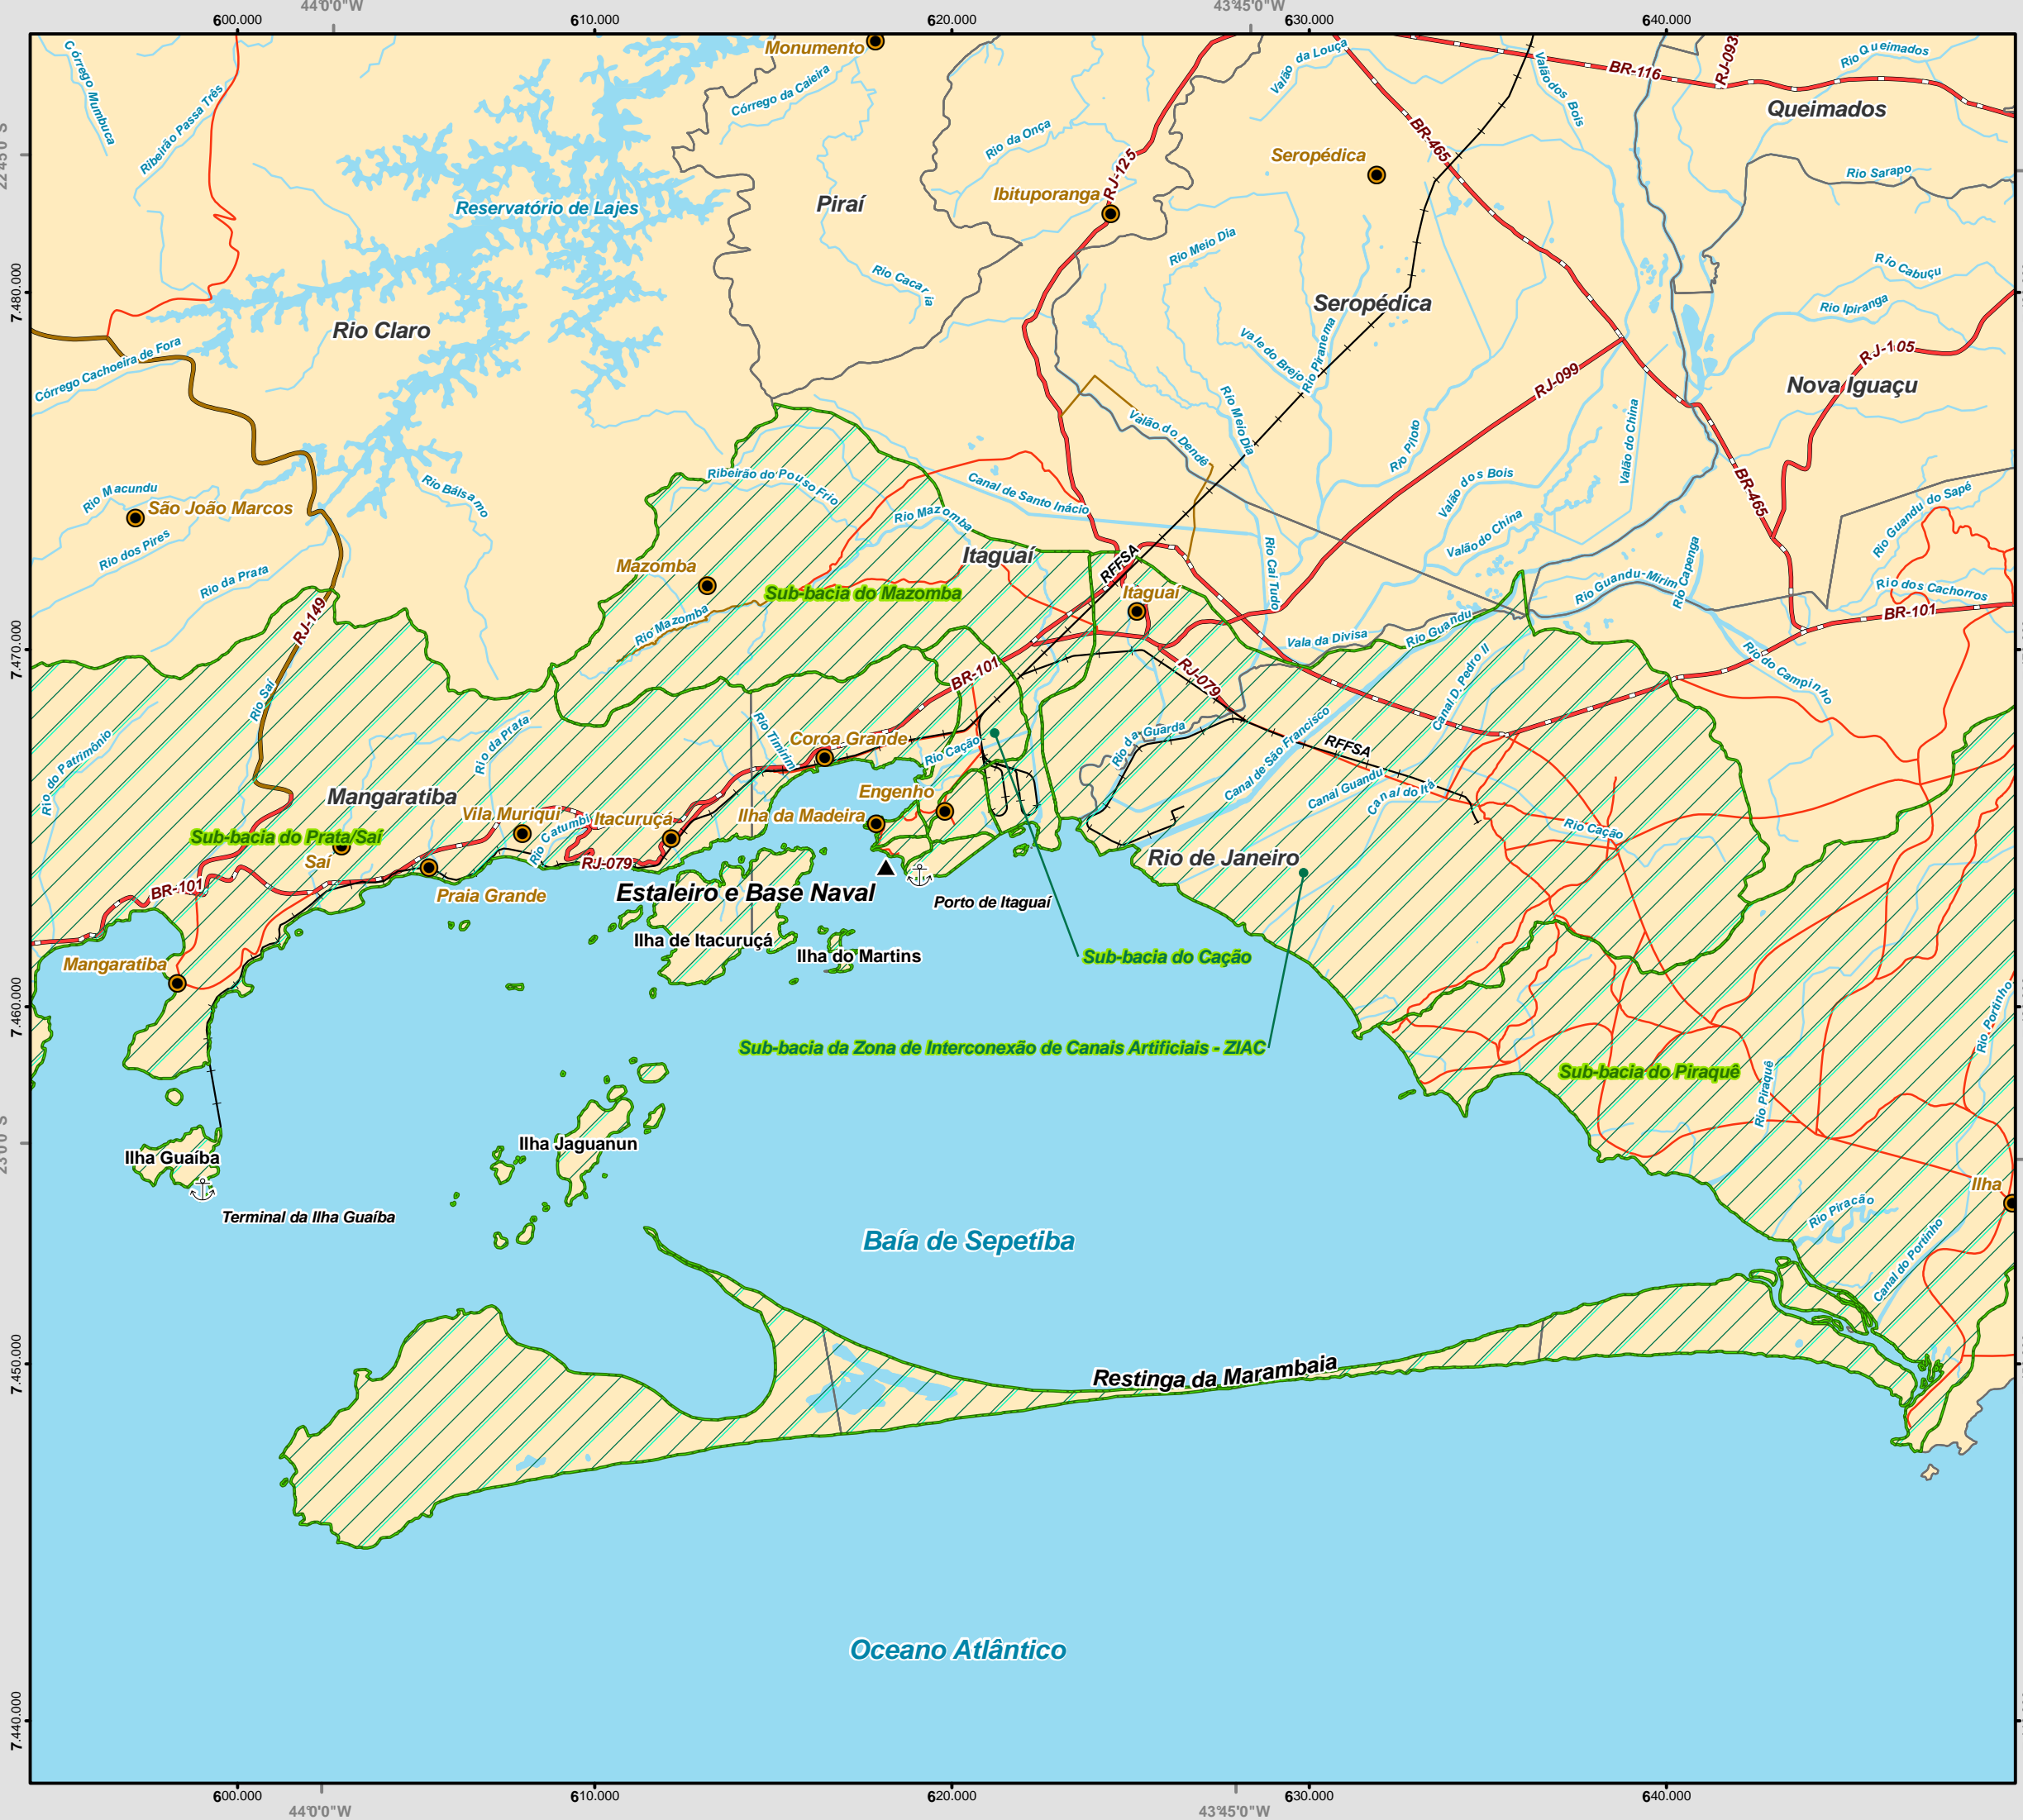 44°0'0"W
43°45'0"W
600.000
610.000
620.000
630.000
640.000
Córrego Mumbuca
Ribeirão Passa Três
Monumento
Córrego da Caieira
Valão da Louça
Valão dos Bois
BR-116
RJ-093
Rio Queimados
Queimados
22°45'0"S
Rio da Onça
RJ-125
BR-465
Seropédica
Rio Sarapo
Ibituporanga
Piraí
Reservatório de Lajes
Rio Meio Dia
Rio Cacaria
Rio Cabuçu
7.480.000
Seropédica
Rio Ipiranga
Rio Claro
Córrego Cachoeira de Fora
Vale do Brejo
Rio Piranema
RJ-105
RJ-099
Nova Iguaçu
Rio Meio Dia
Valão do Dendê
Rio Piloto
Valão do China
Ribeirão do Pouso Frio
Canal de Santo Inácio
Valão dos Bois
BR-465
Rio Macundu
Rio Bálsamo
São João Marcos
Rio Mazomba
Valão do China
Rio Guandu do Sapé
Rio dos Pires
Itaguaí
RFFSA
Rio Cai Tudo
Rio Capenga
Mazomba
Rio da Prata
Sub-bacia do Mazomba
Itaguaí
Rio Guandu-Mirim
Rio dos Cachorros
RJ-149
Rio Mazomba
Vala da Divisa
Rio Guandu
BR-101
7.470.000
BR-101
RJ-079
Canal D. Pedro II
Rio do Campinho
Rio Saí
Rio do Patrimônio
Rio da Prata
Rio Timirim
Coroa Grande
Rio Cação
Rio da Guarda
Canal de São Francisco
RFFSA
Mangaratiba
Engenho
Canal Guandu
Canal do Itá
Vila Muriqui
Itacuruçá
Ilha da Madeira
Rio Cação
Sub-bacia do Prata/Saí
Rio Catumbi
Saí
RJ-079
Rio de Janeiro
BR-101
Praia Grande
Estaleiro e Base Naval
Porto de Itaguaí
Ilha de Itacuruçá
Ilha do Martins
Sub-bacia do Cação
Mangaratiba
7.460.000
Rio Portinho
Sub-bacia da Zona de Interconexão de Canais Artificiais - ZIAC
Sub-bacia do Piraquê
Rio Piraquê
23°0'0"S
Ilha Jaguanun
Ilha Guaíba
Ilha
Terminal da Ilha Guaíba
Rio Piracão
Baía de Sepetiba
Canal do Portinho
7.450.000
Restinga da Marambaia
Oceano Atlântico
7.440.000
600.000
610.000
620.000
630.000
640.000
44°0'0"W
43°45'0"W